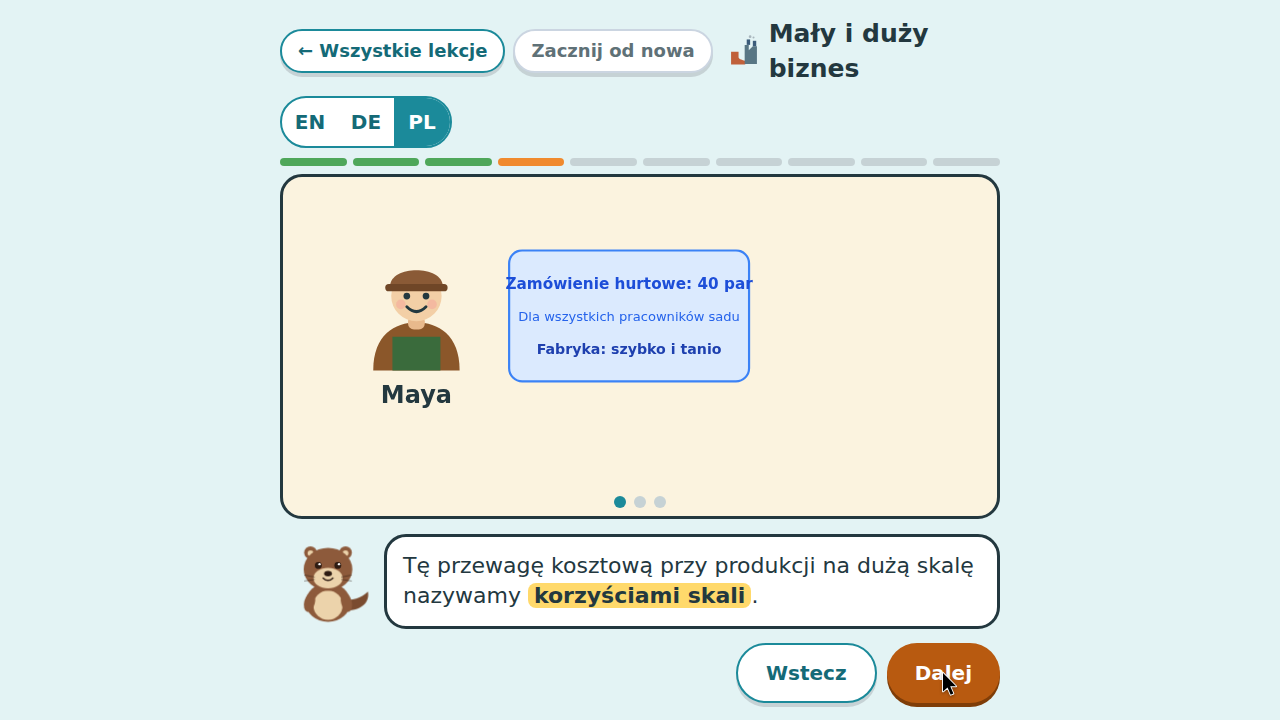 ← Wszystkie lekcje
Zacznij od nowa
Mały i duży
biznes
EN DE PL
Zamówienie hurtowe: 40 par
Dla wszystkich pracowników sadu
Fabryka: szybko i tanio
Maya
Tę przewagę kosztową przy produkcji na dużą skalę
nazywamy korzyściami skali.
Wstecz
Dalej